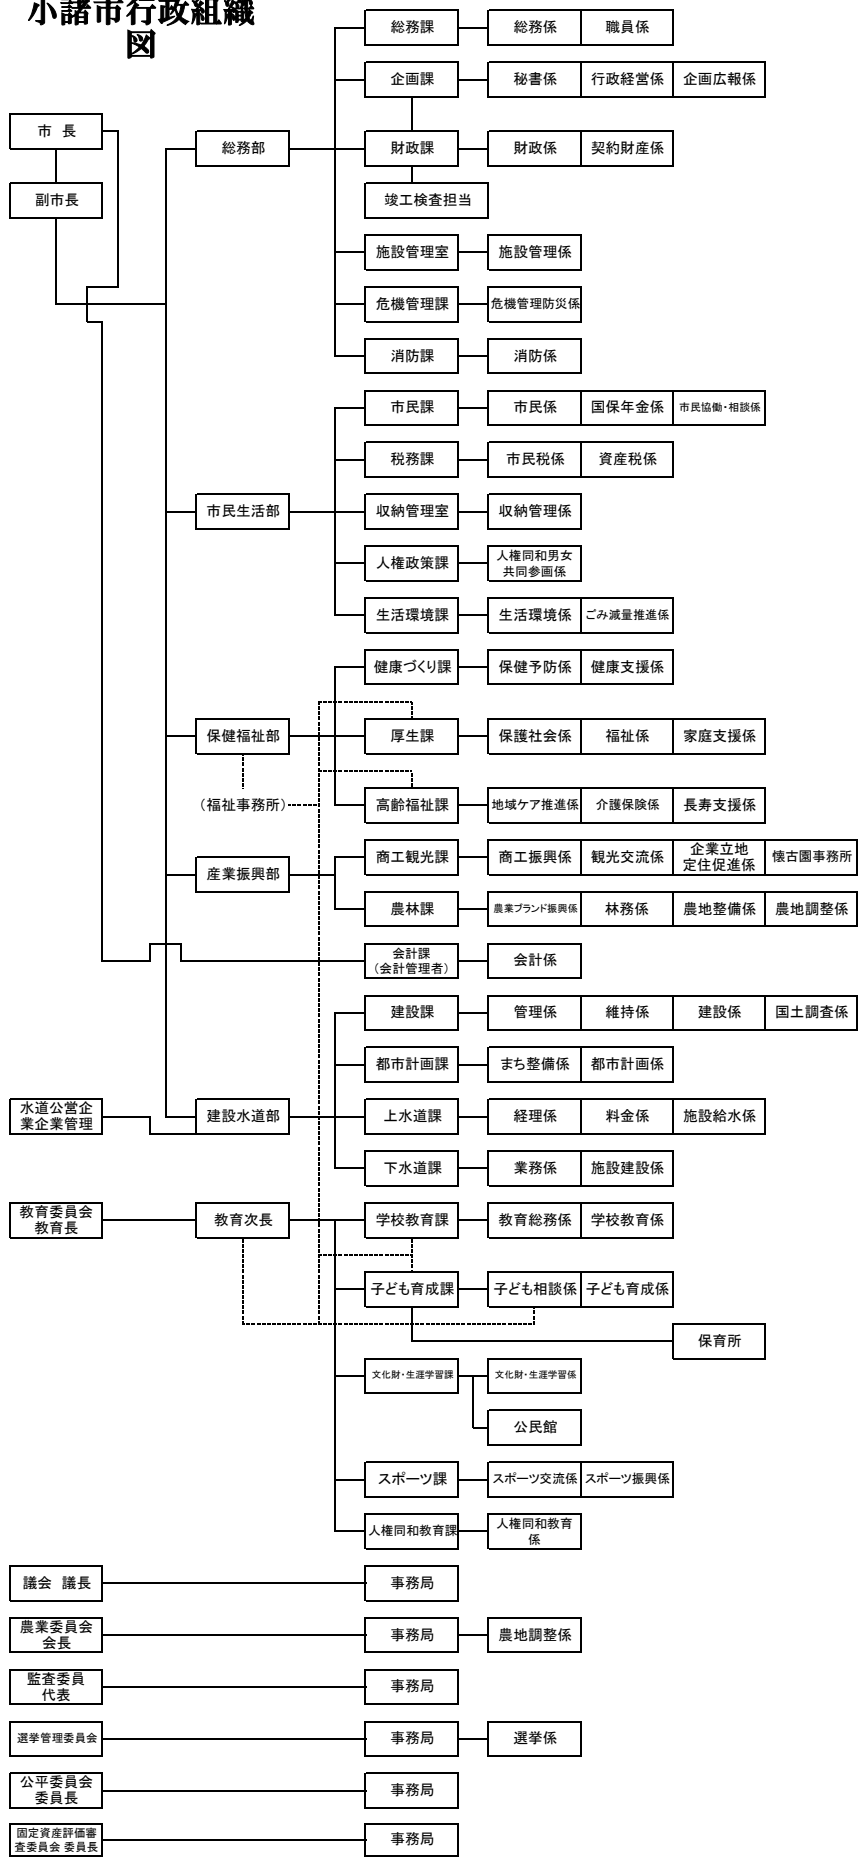 小諸市行政組織
図
総務課
総務係
職員係
企画課
秘書係
行政経営係
企画広報係
市 長
総務部
財政課
財政係
契約財産係
副市長
竣工検査担当
施設管理室
施設管理係
危機管理課
危機管理防災係
消防課
消防係
市民課
市民係
国保年金係
市民協働・相談係
税務課
市民税係
資産税係
市民生活部
収納管理室
収納管理係
人権政策課
人権同和男女
共同参画係
生活環境課
生活環境係
ごみ減量推進係
健康づくり課
保健予防係
健康支援係
保健福祉部
厚生課
保護社会係
福祉係
家庭支援係
（福祉事務所）
高齢福祉課
地域ケア推進係
介護保険係
長寿支援係
産業振興部
商工観光課
商工振興係
観光交流係
企業立地
定住促進係
懐古園事務所
農林課
農業ブランド振興係
林務係
農地整備係
農地調整係
会計課
（会計管理者）
会計係
建設課
管理係
維持係
建設係
国土調査係
都市計画課
まち整備係
都市計画係
水道公営企
業企業管理
建設水道部
上水道課
経理係
料金係
施設給水係
下水道課
業務係
施設建設係
教育委員会
教育長
教育次長
学校教育課
教育総務係
学校教育係
子ども育成課
子ども相談係
子ども育成係
保育所
文化財・生涯学習課
文化財・生涯学習係
公民館
スポーツ課
スポーツ交流係
スポーツ振興係
人権同和教育課
人権同和教育
係
議会 議長
事務局
農業委員会
会長
事務局
農地調整係
監査委員
代表
事務局
選挙管理委員会
事務局
選挙係
公平委員会
委員長
事務局
固定資産評価審
査委員会 委員長
事務局